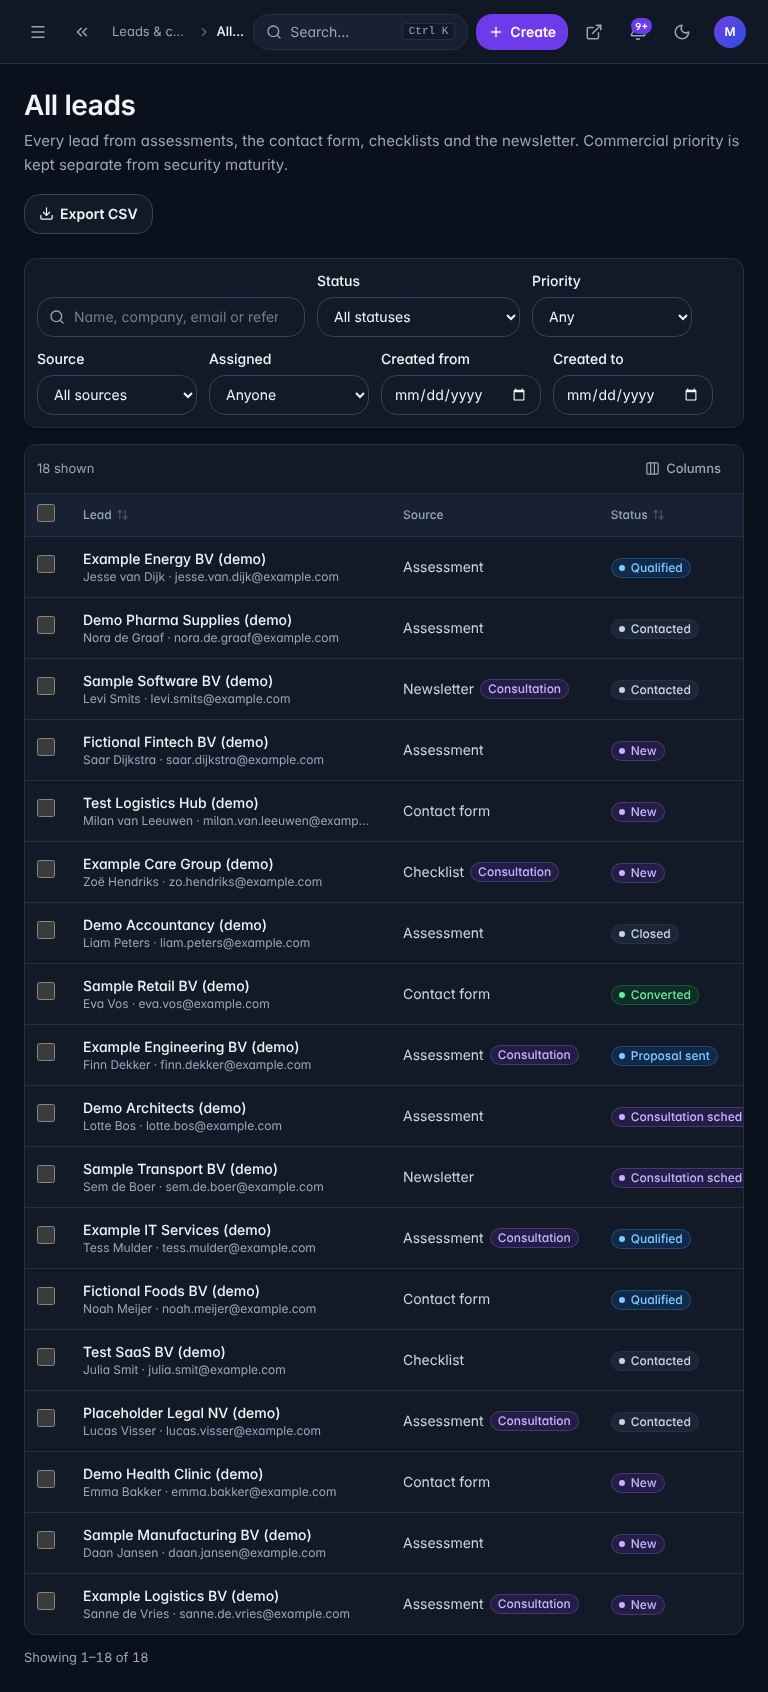 Leads & c... > All... Search... Ctrl K + Create 9+ M
All leads
Every lead from assessments, the contact form, checklists and the newsletter. Commercial priority is
kept separate from security maturity.
Export CSV
Status Priority
Name, company, email or refer All statuses Any
Source Assigned Created from Created to
All sources Anyone mm/dd/yyyy mm/dd/yyyy
18 shown Columns
Lead Source Status
Example Energy BV (demo) Assessment Qualified
Jesse van Dijk · jesse.van.dijk@example.com
Demo Pharma Supplies (demo) Assessment Contacted
Nora de Graaf · nora.de.graaf@example.com
Sample Software BV (demo) Newsletter Consultation Contacted
Levi Smits · levi.smits@example.com
Fictional Fintech BV (demo) Assessment New
Saar Dijkstra · saar.dijkstra@example.com
Test Logistics Hub (demo) Contact form New
Milan van Leeuwen · milan.van.leeuwen@examp...
Example Care Group (demo) Checklist Consultation New
Zoë Hendriks · zo.hendriks@example.com
Demo Accountancy (demo) Assessment Closed
Liam Peters · liam.peters@example.com
Sample Retail BV (demo) Contact form Converted
Eva Vos · eva.vos@example.com
Example Engineering BV (demo) Assessment Consultation Proposal sent
Finn Dekker · finn.dekker@example.com
Demo Architects (demo) Assessment Consultation sched
Lotte Bos · lotte.bos@example.com
Sample Transport BV (demo) Newsletter Consultation sched
Sem de Boer · sem.de.boer@example.com
Example IT Services (demo) Assessment Consultation Qualified
Tess Mulder · tess.mulder@example.com
Fictional Foods BV (demo) Contact form Qualified
Noah Meijer · noah.meijer@example.com
Test SaaS BV (demo) Checklist Contacted
Julia Smit · julia.smit@example.com
Placeholder Legal NV (demo) Assessment Consultation Contacted
Lucas Visser · lucas.visser@example.com
Demo Health Clinic (demo) Contact form New
Emma Bakker · emma.bakker@example.com
Sample Manufacturing BV (demo) Assessment New
Daan Jansen · daan.jansen@example.com
Example Logistics BV (demo) Assessment Consultation New
Sanne de Vries · sanne.de.vries@example.com
Showing 1–18 of 18